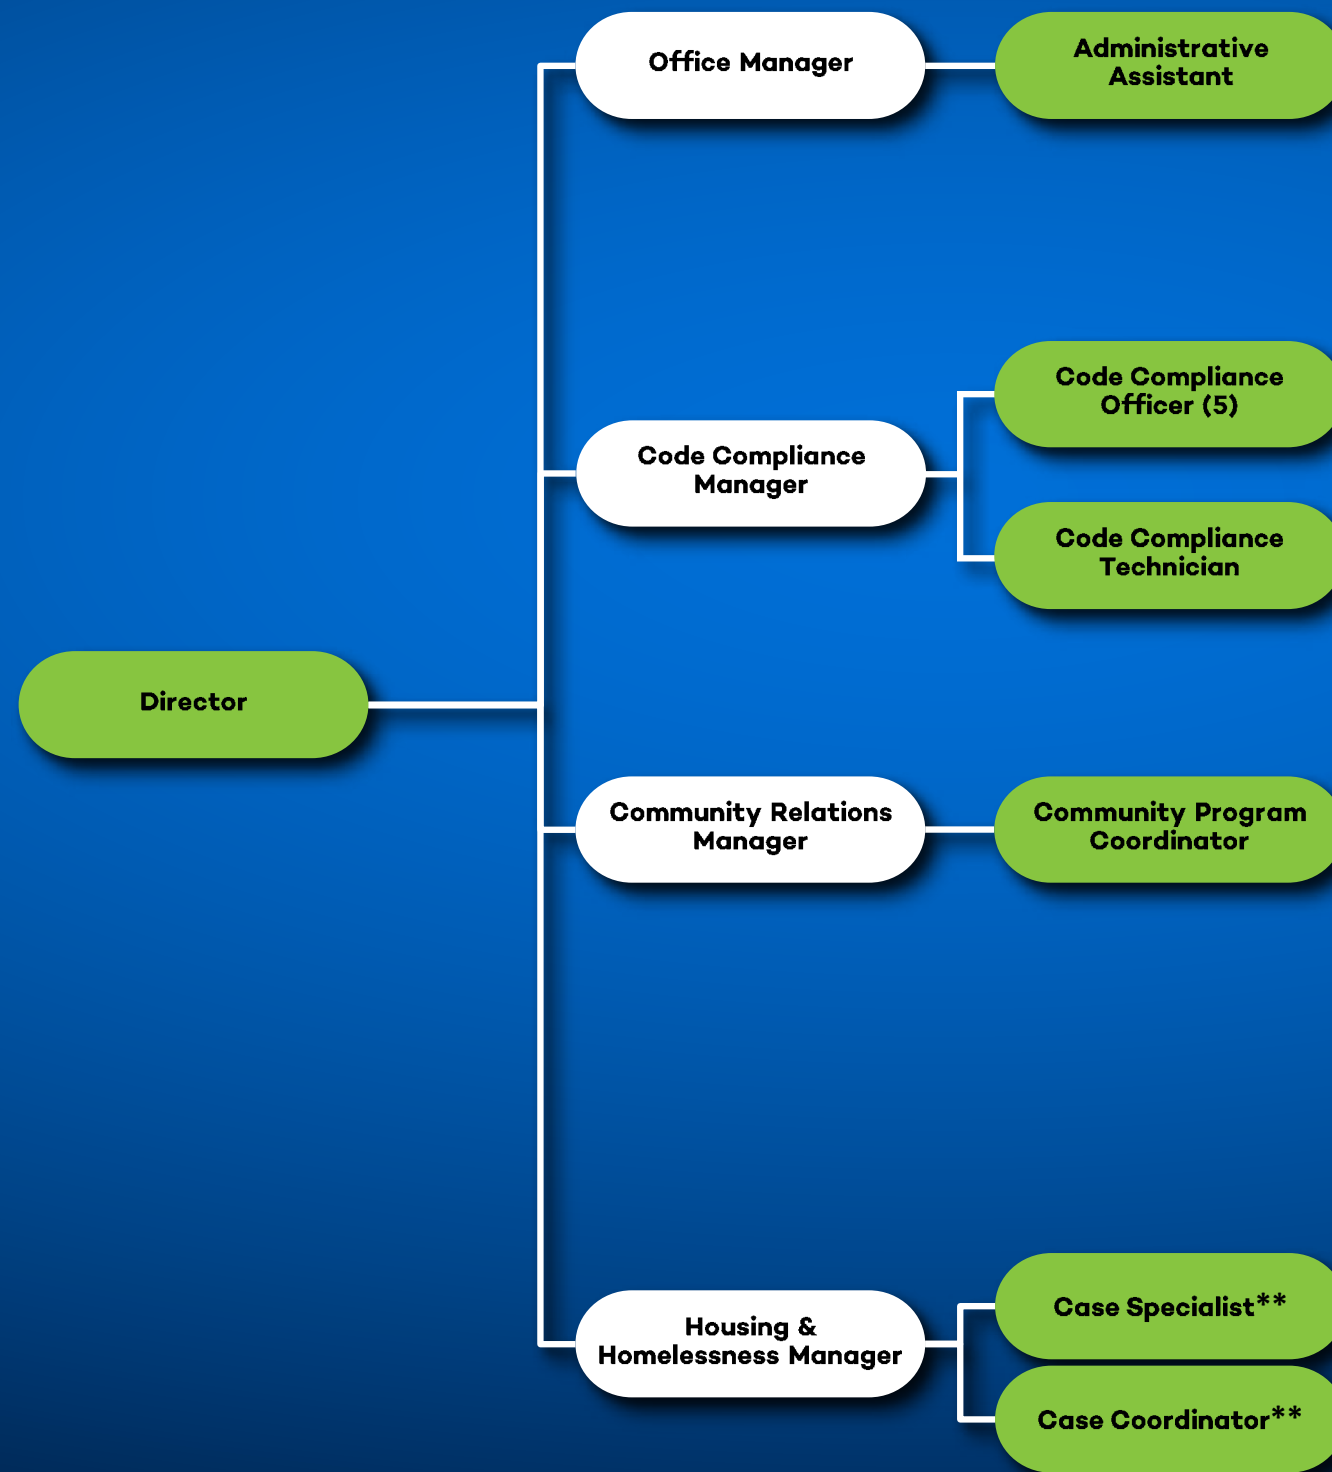 Office Manager
Administrative
Assistant
Code Compliance
Officer (5)
Code Compliance
Manager
Code Compliance
Technician
Director
Community Relations
Manager
Community Program
Coordinator
Housing &
Homelessness Manager
Case Specialist**
Case Coordinator**